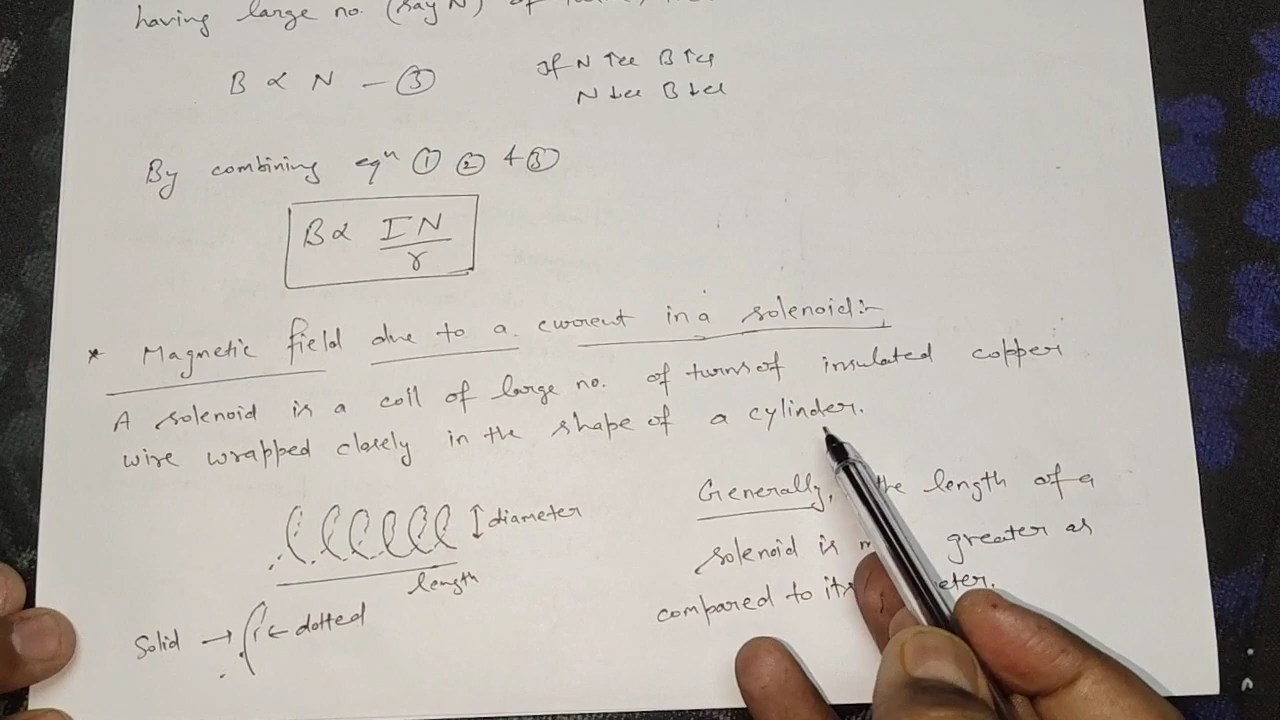 having large no. (say N) of
B ∝ N — ③
If N ↑es B ↑es
N ↓es B ↓es
By combining eqⁿ ① ② + ③
B ∝ IN/r
* Magnetic field due to a current in a solenoid:-
A solenoid is a coil of large no. of turns of insulated copper
wire wrapped closely in the shape of a cylinder.
Generally, the length of a
solenoid is greater as
compared to its
diameter
length
Solid → ← dotted